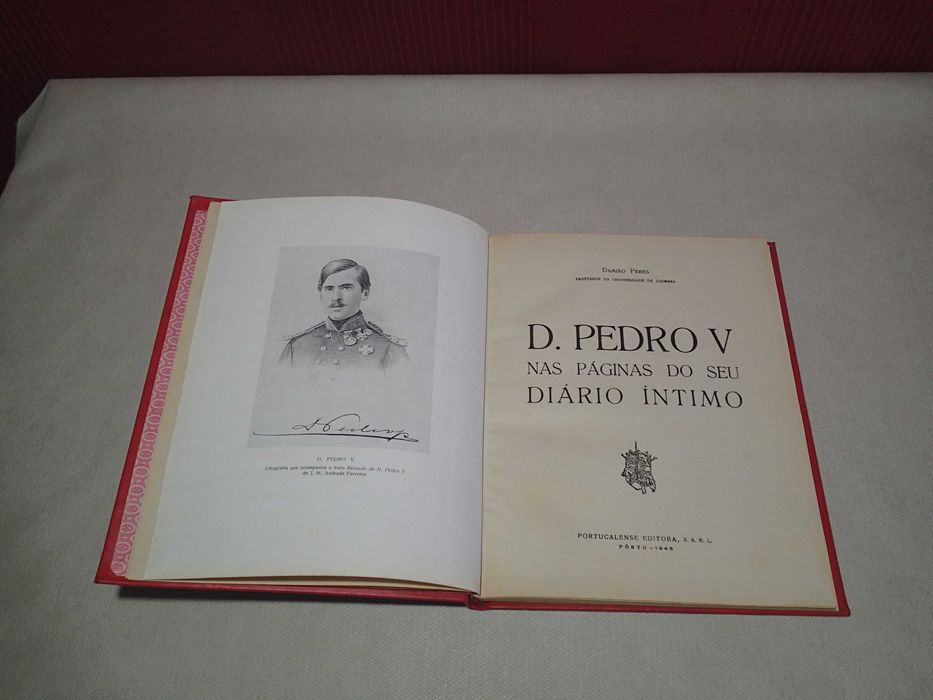 D. PEDRO V
Litografia que acompanha o livro Reinado de D. Pedro V
de J. M. Andrade Ferreira
DAMIÃO PERES
PROFESSOR DA UNIVERSIDADE DE COIMBRA
D. PEDRO V
NAS PÁGINAS DO SEU
DIÁRIO ÍNTIMO
PORTUCALENSE EDITORA, S. A. R. L.
PÔRTO — 1945